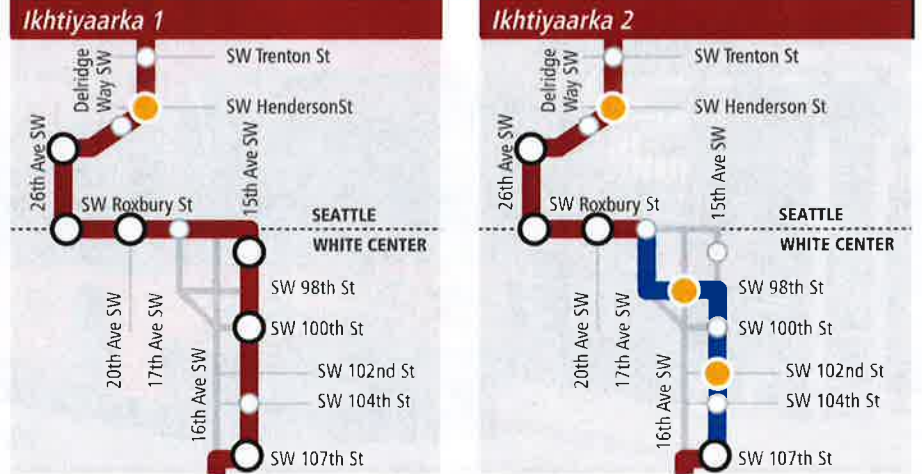 Ikhtiyaarka 1
SW Trenton St
Delridge
Way SW
SW HendersonSt
26th Ave SW
15th Ave SW
SW Roxbury St
SEATTLE
WHITE CENTER
SW 98th St
20th Ave SW
17th Ave SW
SW 100th St
16th Ave SW
SW 102nd St
SW 104th St
SW 107th St
Ikhtiyaarka 2
SW Trenton St
Delridge
Way SW
SW Henderson St
26th Ave SW
15th Ave SW
SW Roxbury St
SEATTLE
WHITE CENTER
SW 98th St
20th Ave SW
17th Ave SW
SW 100th St
16th Ave SW
SW 102nd St
SW 104th St
SW 107th St